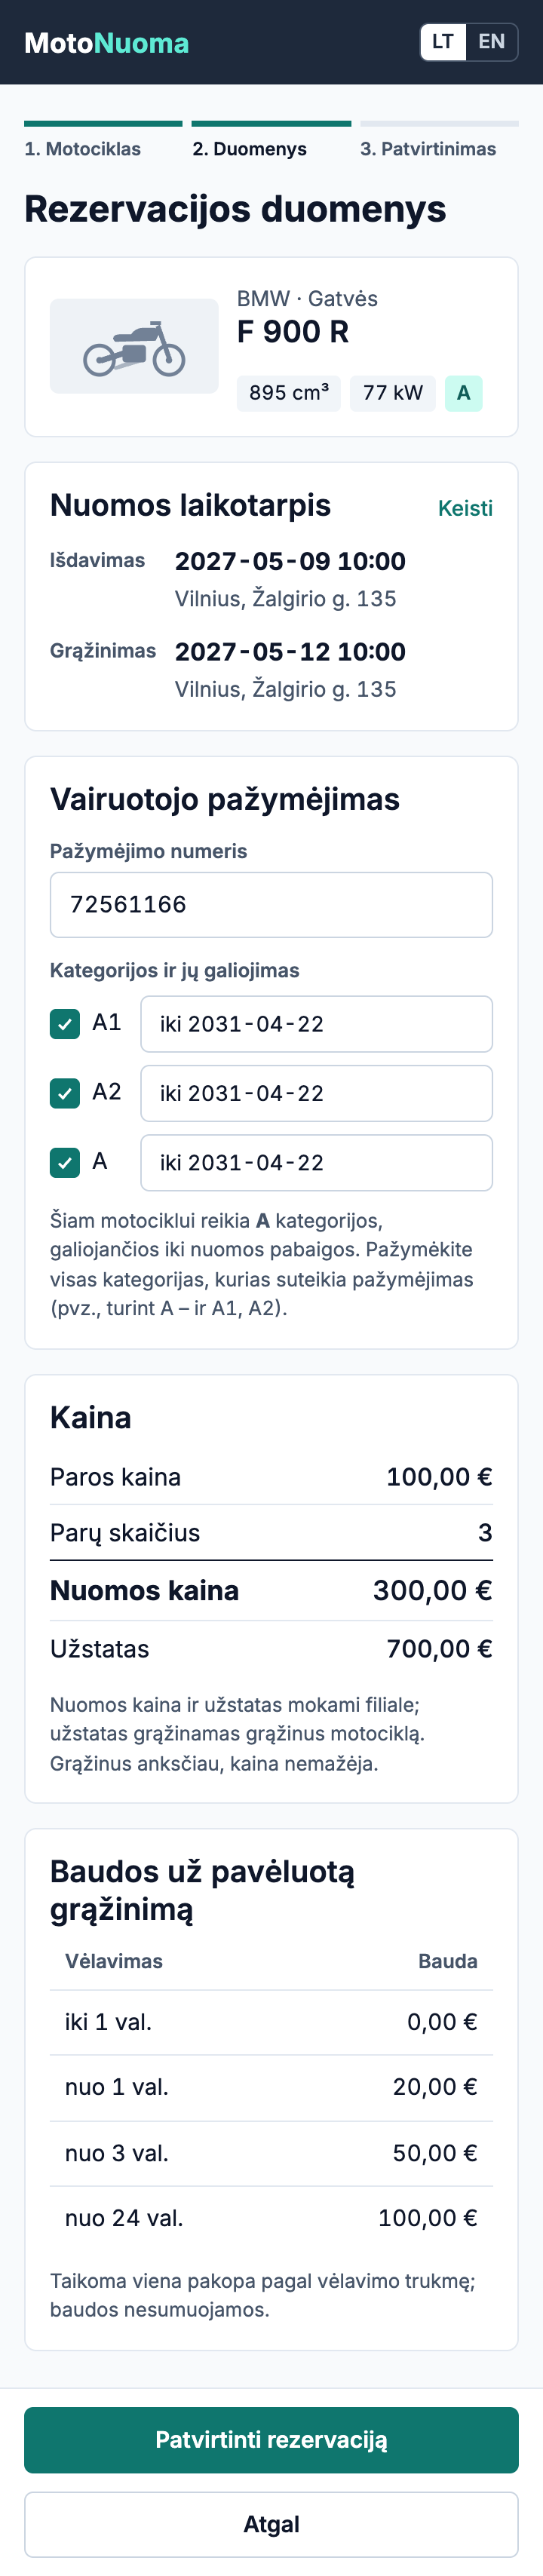 MotoNuoma
LT EN
1. Motociklas 2. Duomenys 3. Patvirtinimas
Rezervacijos duomenys
BMW · Gatvės
F 900 R
895 cm³ 77 kW A
Nuomos laikotarpis Keisti
Išdavimas 2027-05-09 10:00
Vilnius, Žalgirio g. 135
Grąžinimas 2027-05-12 10:00
Vilnius, Žalgirio g. 135
Vairuotojo pažymėjimas
Pažymėjimo numeris
72561166
Kategorijos ir jų galiojimas
A1 iki 2031-04-22
A2 iki 2031-04-22
A iki 2031-04-22
Šiam motociklui reikia A kategorijos,
galiojančios iki nuomos pabaigos. Pažymėkite
visas kategorijas, kurias suteikia pažymėjimas
(pvz., turint A – ir A1, A2).
Kaina
Paros kaina 100,00 €
Parų skaičius 3
Nuomos kaina 300,00 €
Užstatas 700,00 €
Nuomos kaina ir užstatas mokami filiale;
užstatas grąžinamas grąžinus motociklą.
Grąžinus anksčiau, kaina nemažėja.
Baudos už pavėluotą
grąžinimą
Vėlavimas Bauda
iki 1 val. 0,00 €
nuo 1 val. 20,00 €
nuo 3 val. 50,00 €
nuo 24 val. 100,00 €
Taikoma viena pakopa pagal vėlavimo trukmę;
baudos nesumuojamos.
Patvirtinti rezervaciją
Atgal